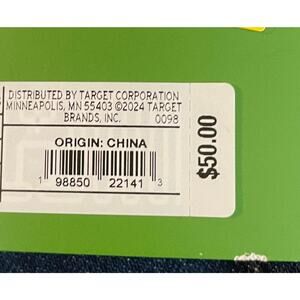 DISTRIBUTED BY TARGET CORPORATION
MINNEAPOLIS, MN 55403 ©2024 TARGET
BRANDS, INC. 0098
ORIGIN: CHINA
1 98850 22141 3
$50.00